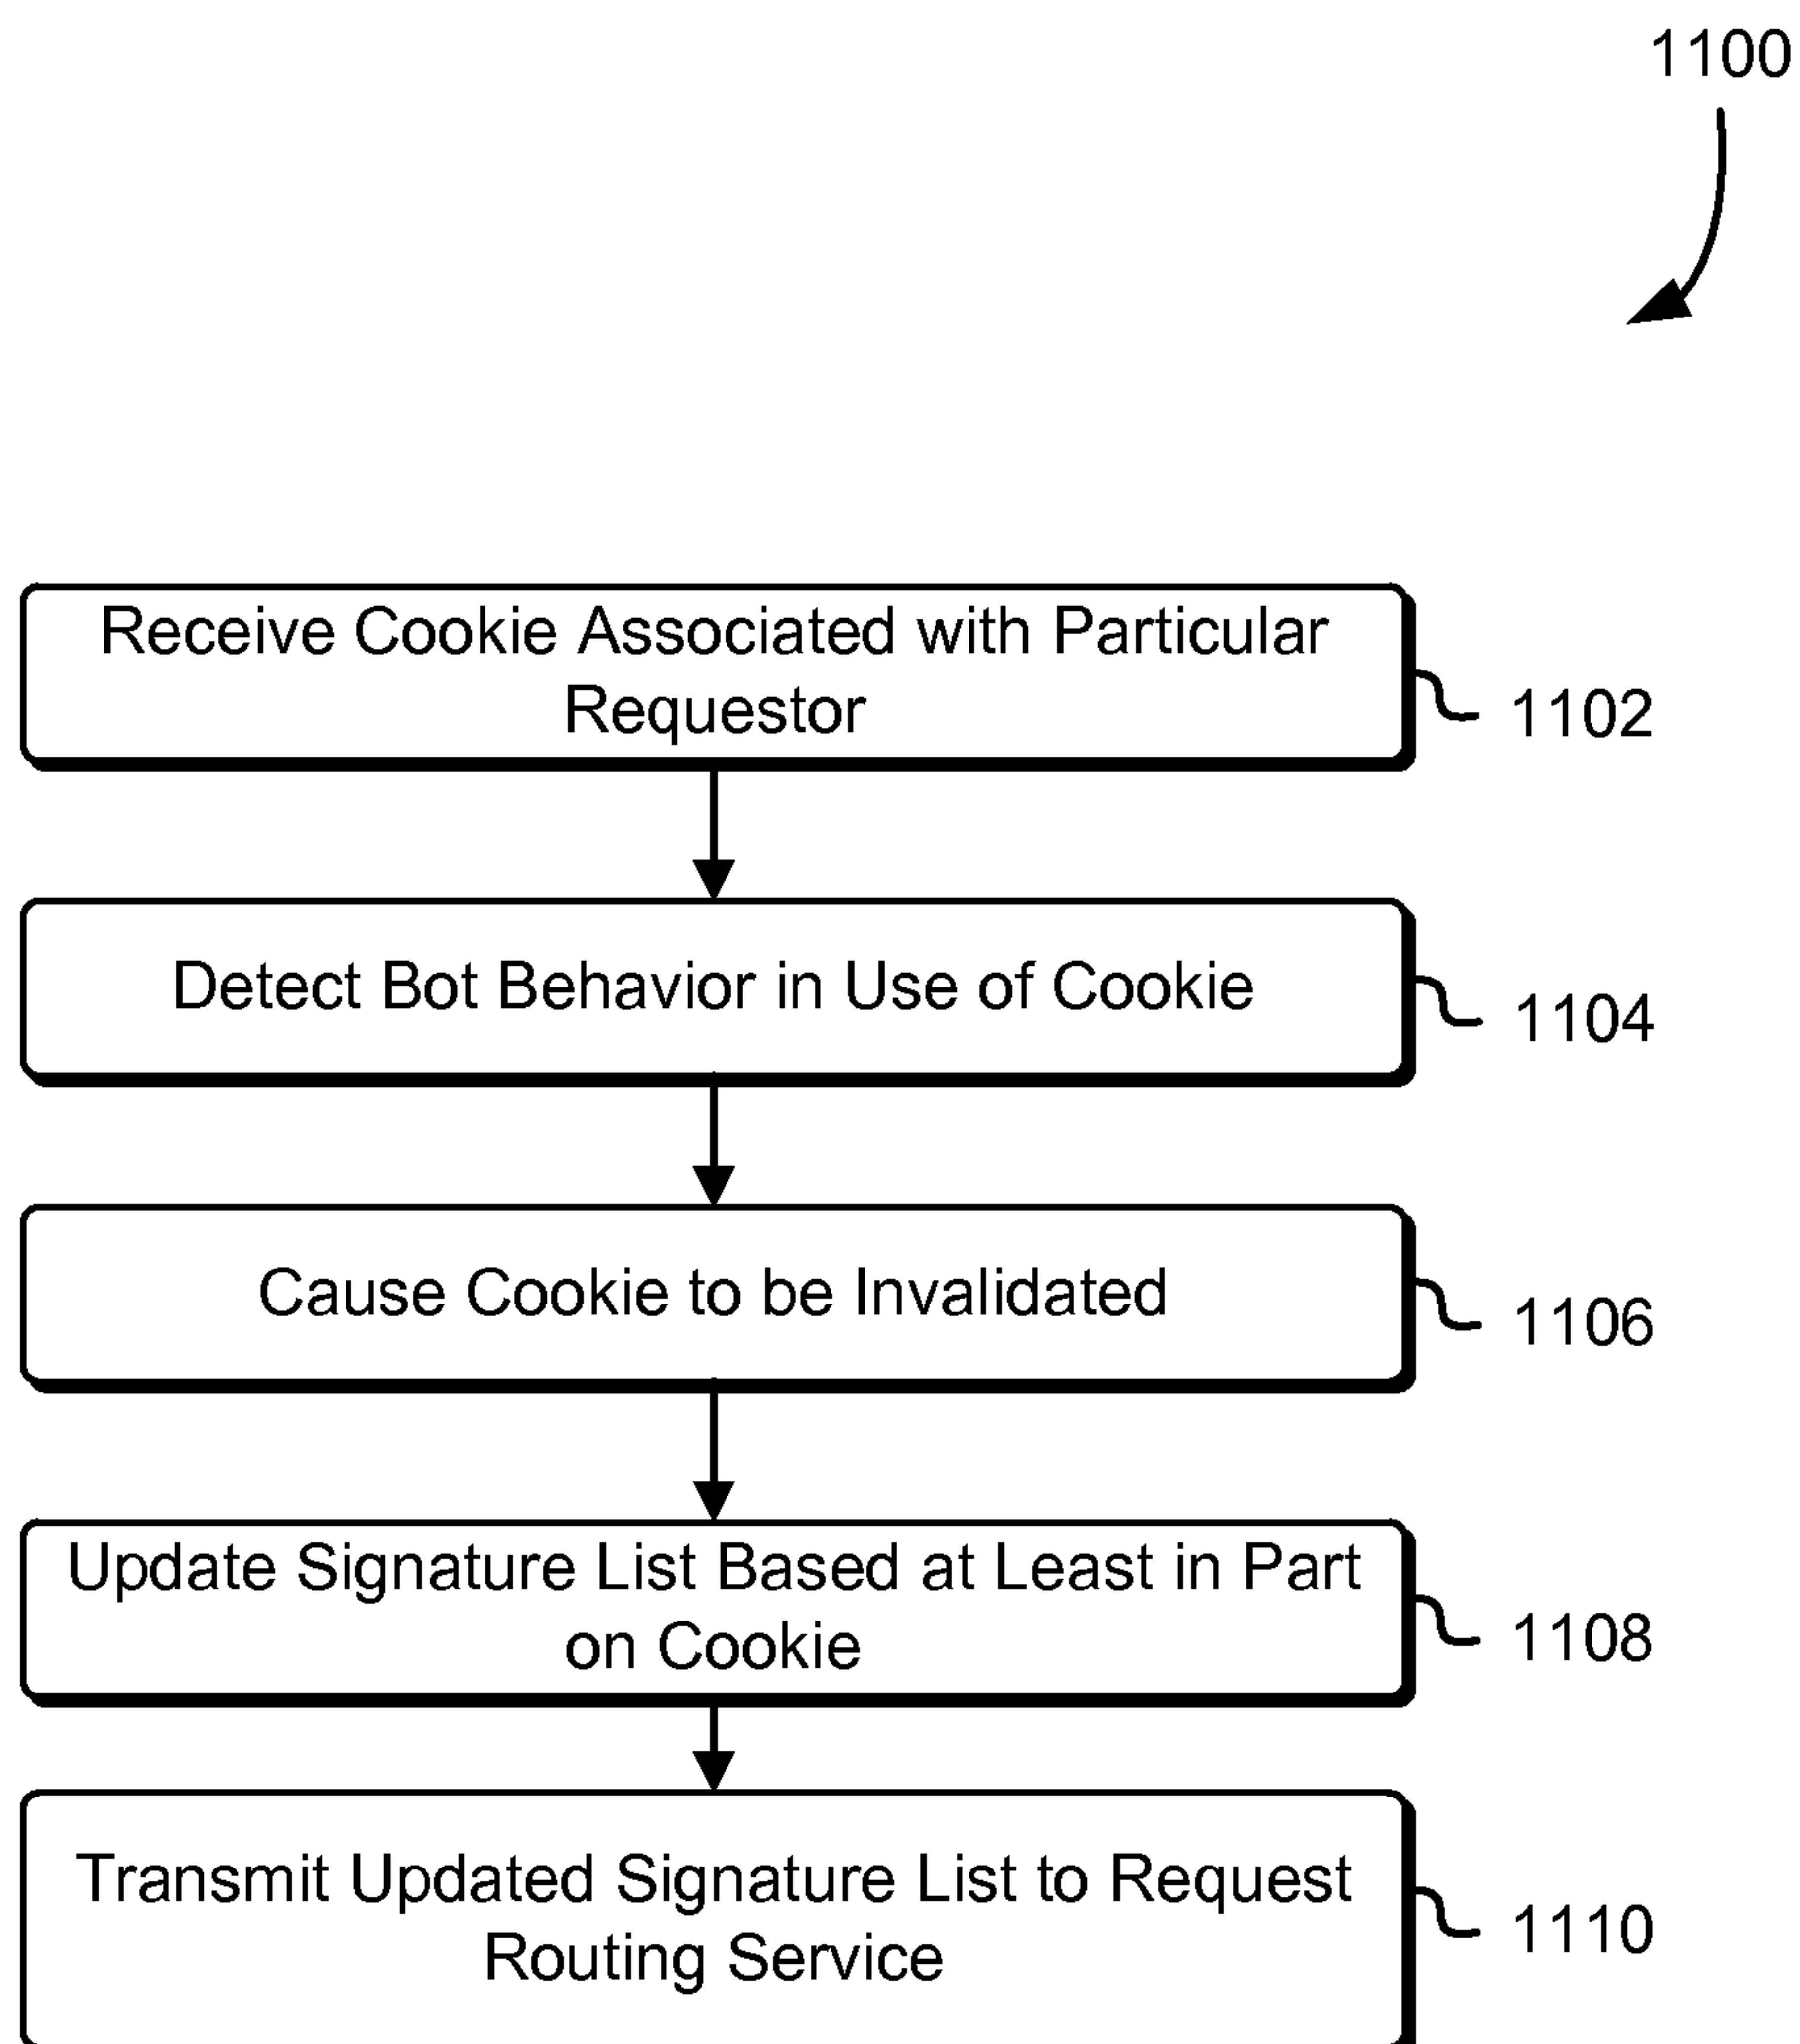 1100
Receive Cookie Associated with Particular
Requestor
1102
Detect Bot Behavior in Use of Cookie
1104
Cause Cookie to be Invalidated
1106
Update Signature List Based at Least in Part
on Cookie
1108
Transmit Updated Signature List to Request
Routing Service
1110